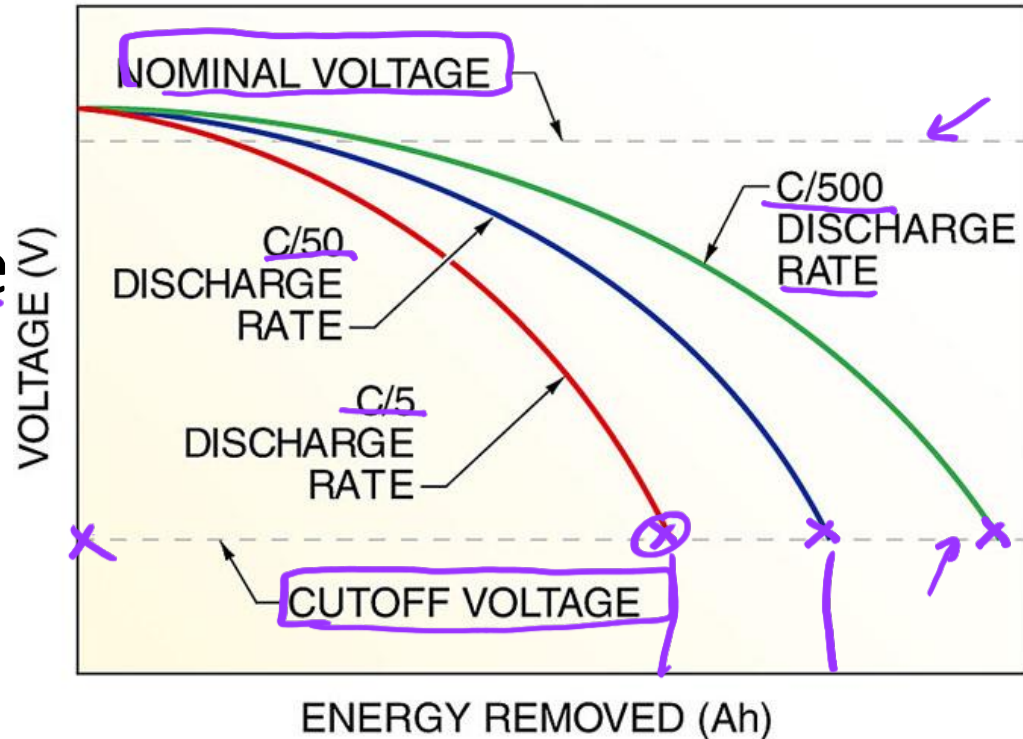 NOMINAL VOLTAGE
C/500
DISCHARGE
RATE
C/50
DISCHARGE
RATE
C/5
DISCHARGE
RATE
CUTOFF VOLTAGE
VOLTAGE (V)
ENERGY REMOVED (Ah)